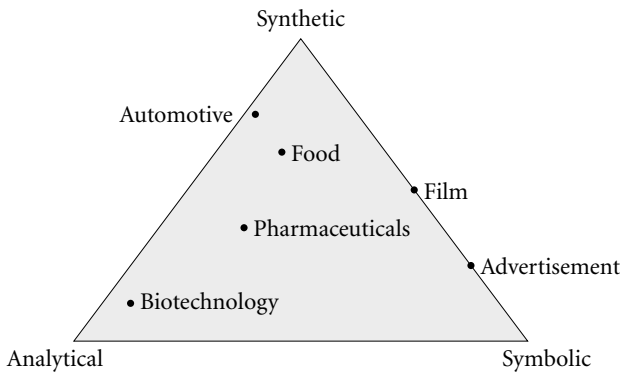 Synthetic
Automotive
Food
Film
Pharmaceuticals
Advertisement
Biotechnology
Analytical
Symbolic